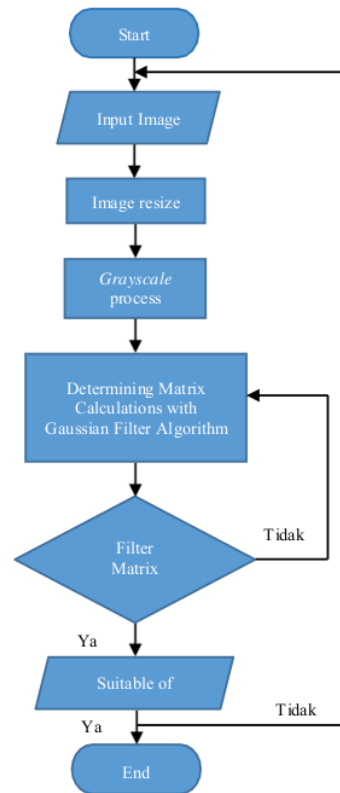 Start
Input Image
Image resize
Grayscale
process
Determining Matrix
Calculations with
Gaussian Filter Algorithm
Filter
Matrix
Tidak
Ya
Suitable of
Ya
Tidak
End